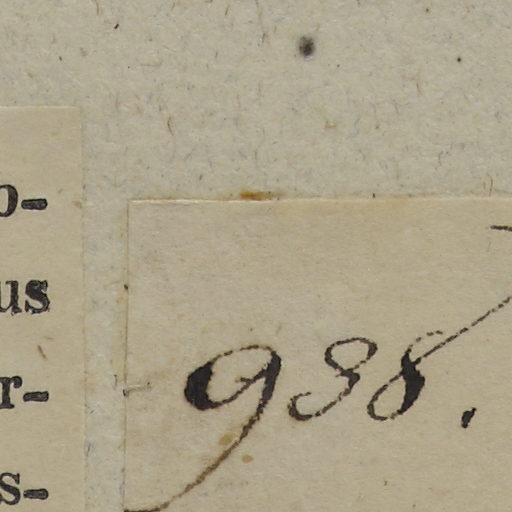 o-
us
r-
s-
938.